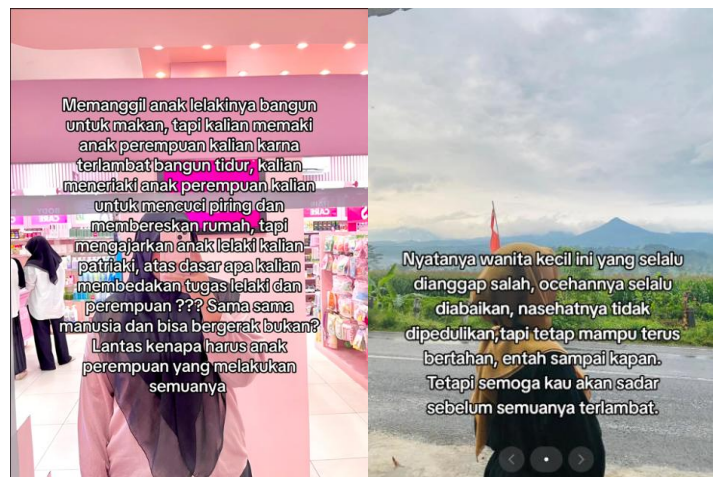 Memanggil anak lelakinya bangun
untuk makan, tapi kalian memaki
anak perempuan kalian karna
terlambat bangun tidur, kalian
meneriaki anak perempuan kalian
untuk mencuci piring dan
membereskan rumah, tapi
mengajarkan anak lelaki kalian
patriaki, atas dasar apa kalian
membedakan tugas lelaki dan
perempuan ??? Sama sama
manusia dan bisa bergerak bukan?
Lantas kenapa harus anak
perempuan yang melakukan
semuanya
Nyatanya wanita kecil ini yang selalu
dianggap salah, ocehannya selalu
diabaikan, nasehatnya tidak
dipedulikan,tapi tetap mampu terus
bertahan, entah sampai kapan.
Tetapi semoga kau akan sadar
sebelum semuanya terlambat.